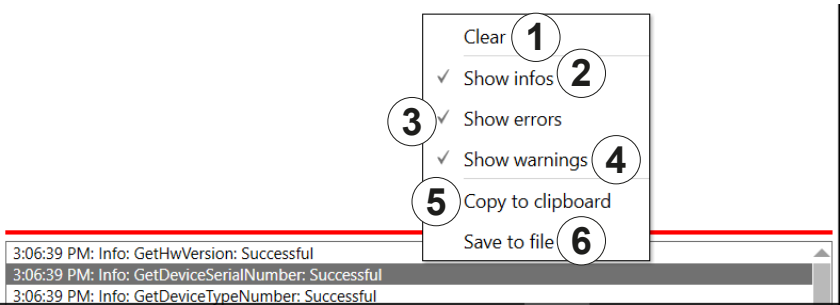 Clear 1
Show infos 2
3 Show errors
Show warnings 4
5 Copy to clipboard
Save to file 6
3:06:39 PM: Info: GetHwVersion: Successful
3:06:39 PM: Info: GetDeviceSerialNumber: Successful
3:06:39 PM: Info: GetDeviceTypeNumber: Successful